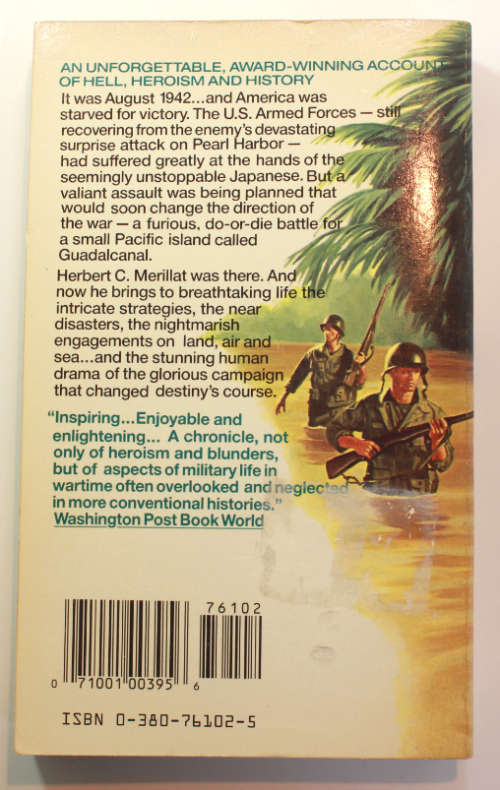 AN UNFORGETTABLE, AWARD-WINNING ACCOUNT
OF HELL, HEROISM AND HISTORY
It was August 1942...and America was
starved for victory. The U.S. Armed Forces — still
recovering from the enemy's devastating
surprise attack on Pearl Harbor —
had suffered greatly at the hands of the
seemingly unstoppable Japanese. But a
valiant assault was being planned that
would soon change the direction of
the war — a furious, do-or-die battle for
a small Pacific island called
Guadalcanal.
Herbert C. Merillat was there. And
now he brings to breathtaking life the
intricate strategies, the near
disasters, the nightmarish
engagements on land, air and
sea...and the stunning human
drama of the glorious campaign
that changed destiny's course.
"Inspiring...Enjoyable and
enlightening... A chronicle, not
only of heroism and blunders,
but of aspects of military life in
wartime often overlooked and neglected
in more conventional histories."
Washington Post Book World
76102
0 71001 00395 6
ISBN 0-380-76102-5